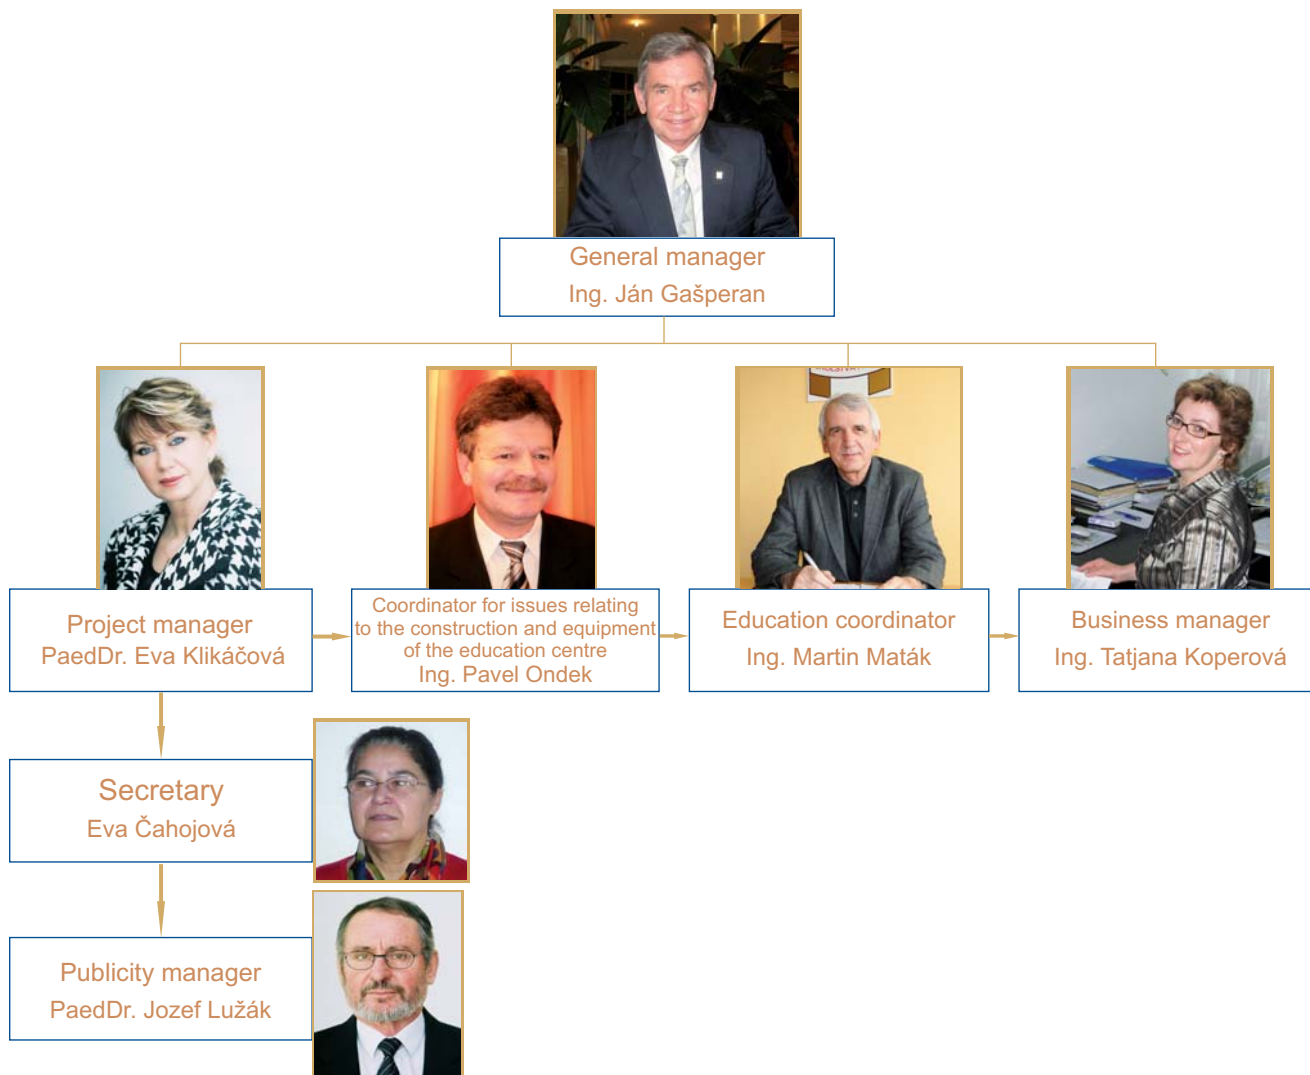 General manager
Ing. Ján Gašperan
Project manager
PaedDr. Eva Klikáčová
Coordinator for issues relating
to the construction and equipment
of the education centre
Ing. Pavel Ondek
Education coordinator
Ing. Martin Maták
Business manager
Ing. Tatjana Koperová
Secretary
Eva Čahojová
Publicity manager
PaedDr. Jozef Lužák